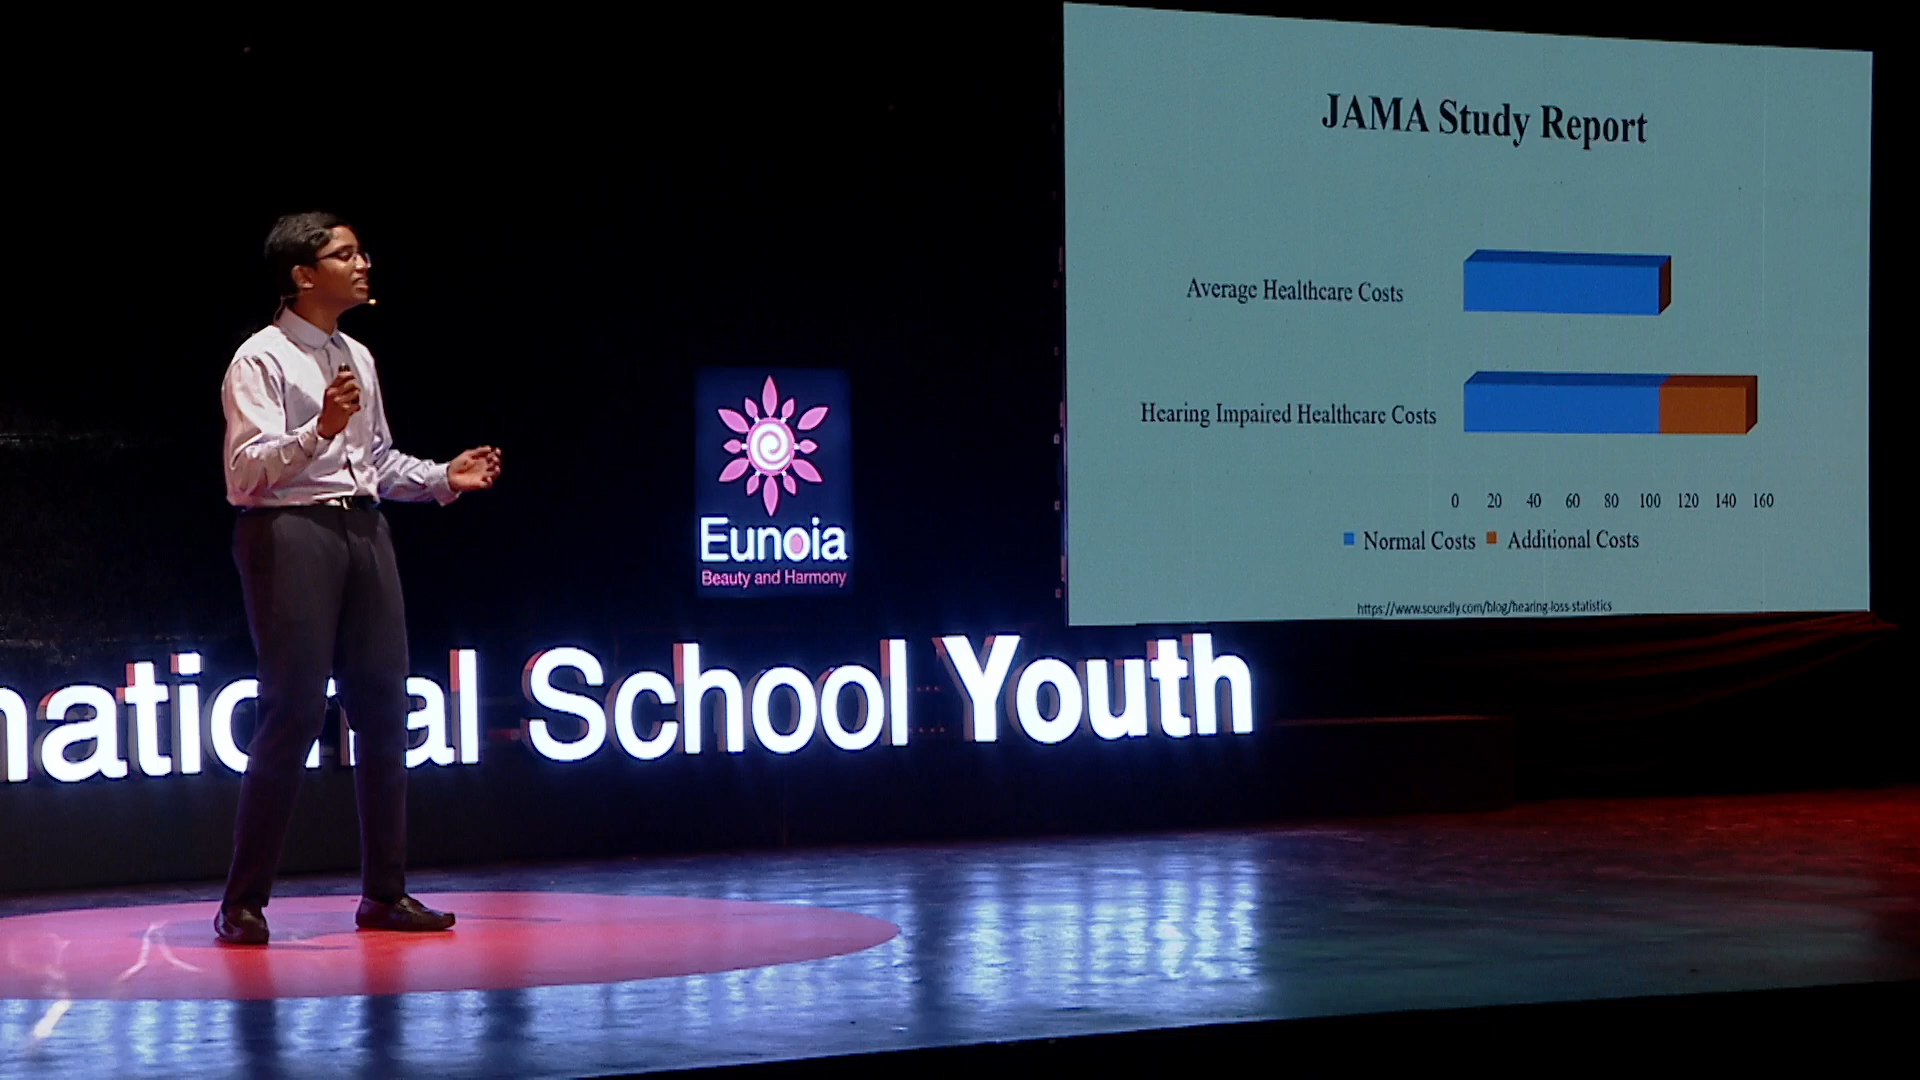 JAMA Study Report
Average Healthcare Costs
Hearing Impaired Healthcare Costs
0 20 40 60 80 100 120 140 160
Normal Costs Additional Costs
https://www.soundly.com/blog/hearing-loss-statistics
Eunoia
Beauty and Harmony
national School Youth